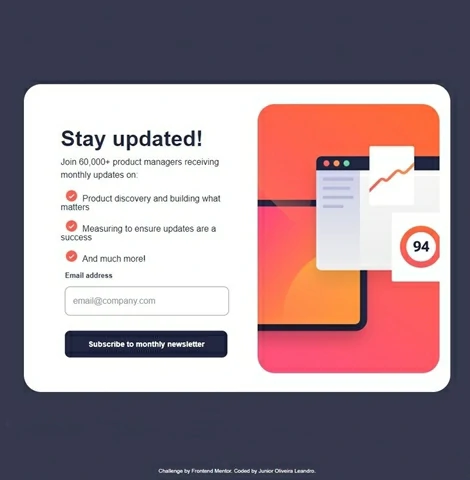 Stay updated!
Join 60,000+ product managers receiving
monthly updates on:
Product discovery and building what
matters
Measuring to ensure updates are a
success
And much more!
Email address
email@company.com
Subscribe to monthly newsletter
94
Challenge by Frontend Mentor. Coded by Junior Oliveira Leandro.